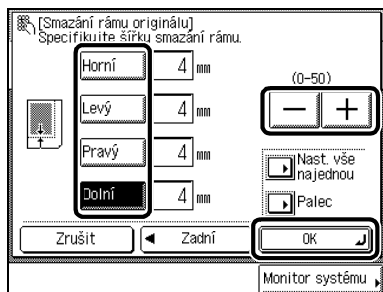 [Smazání rámu originálu]
Specifikujte šířku smazání rámu.
Horní 4 mm
(0-50)
Levý 4 mm
− +
Pravý 4 mm
Nast. vše
najednou
Dolní 4 mm
Palec
Zrušit
Zadní
OK
Monitor systému